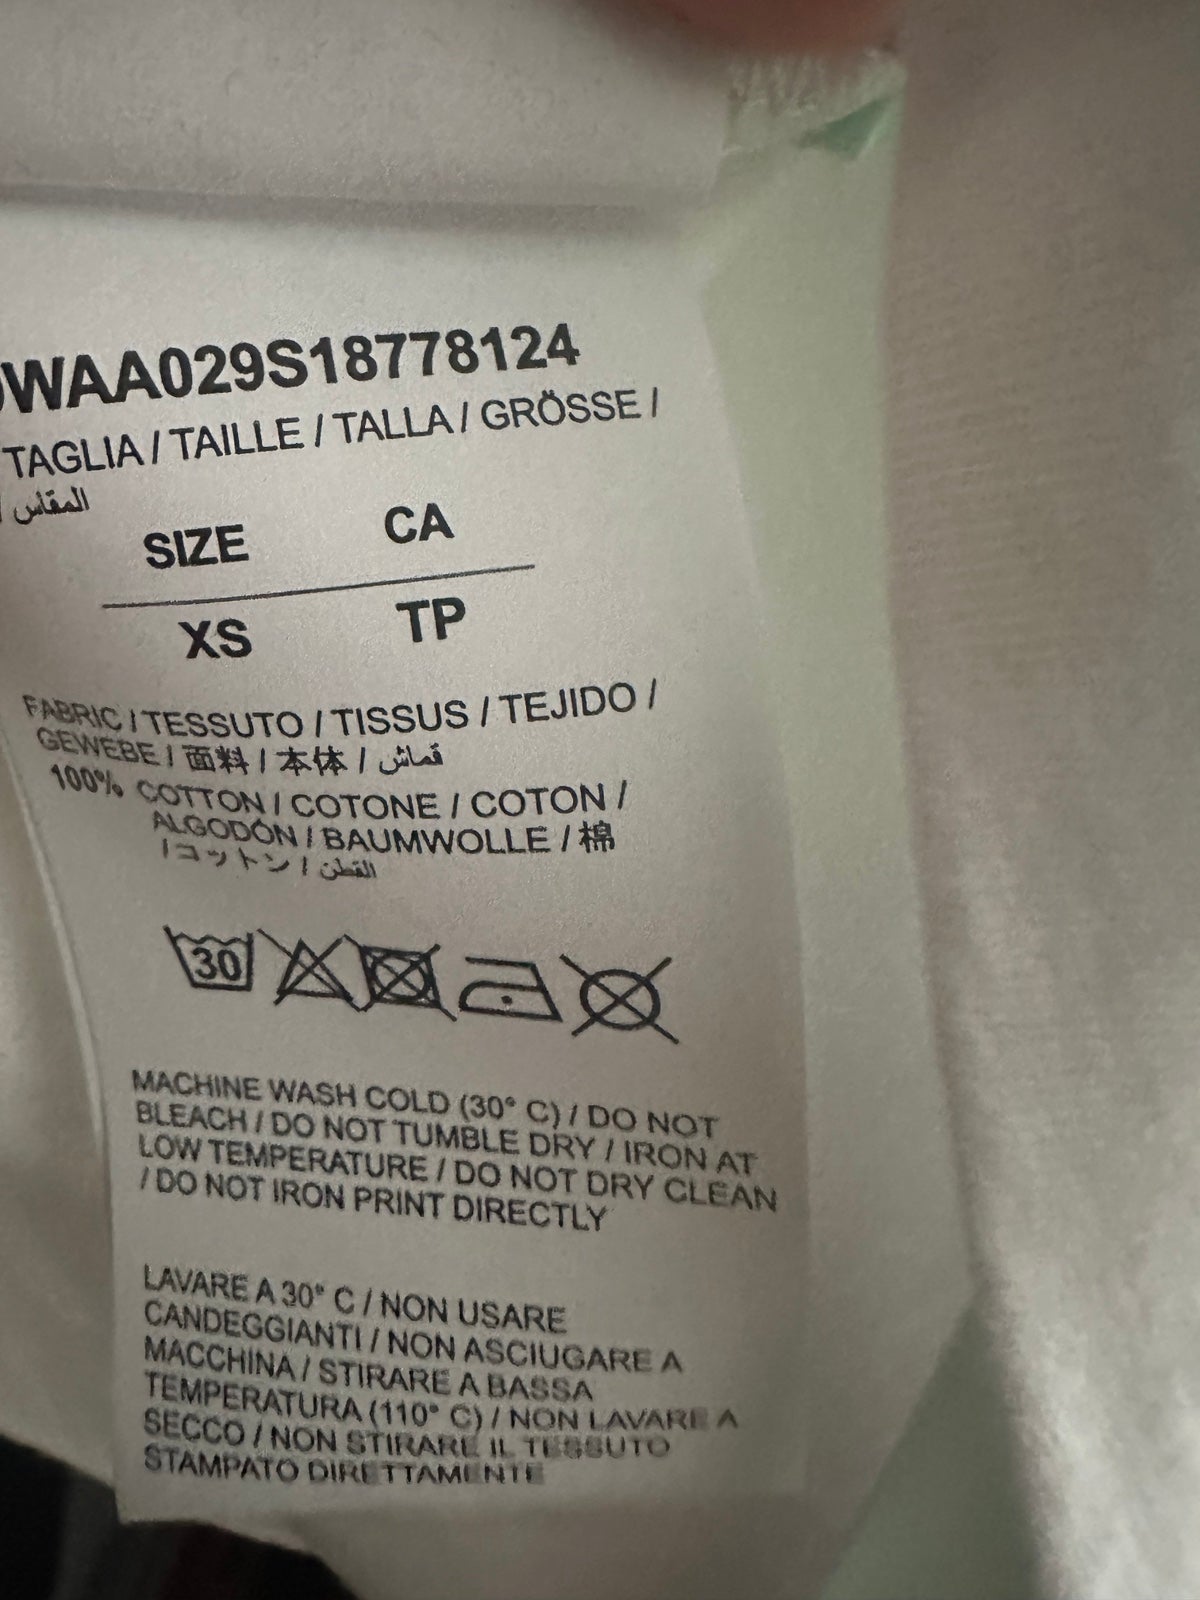 WAA029S18778124
TAGLIA / TAILLE / TALLA / GRÖSSE /
المقاس /
SIZE CA
XS TP
FABRIC / TESSUTO / TISSUS / TEJIDO /
GEWEBE / 面料 / 本体 / قماش
100% COTTON / COTONE / COTON /
ALGODÓN / BAUMWOLLE / 棉
/ コットン / القطن
30
MACHINE WASH COLD (30° C) / DO NOT
BLEACH / DO NOT TUMBLE DRY / IRON AT
LOW TEMPERATURE / DO NOT DRY CLEAN
/ DO NOT IRON PRINT DIRECTLY
LAVARE A 30° C / NON USARE
CANDEGGIANTI / NON ASCIUGARE A
MACCHINA / STIRARE A BASSA
TEMPERATURA (110° C) / NON LAVARE A
SECCO / NON STIRARE IL TESSUTO
STAMPATO DIRETTAMENTE